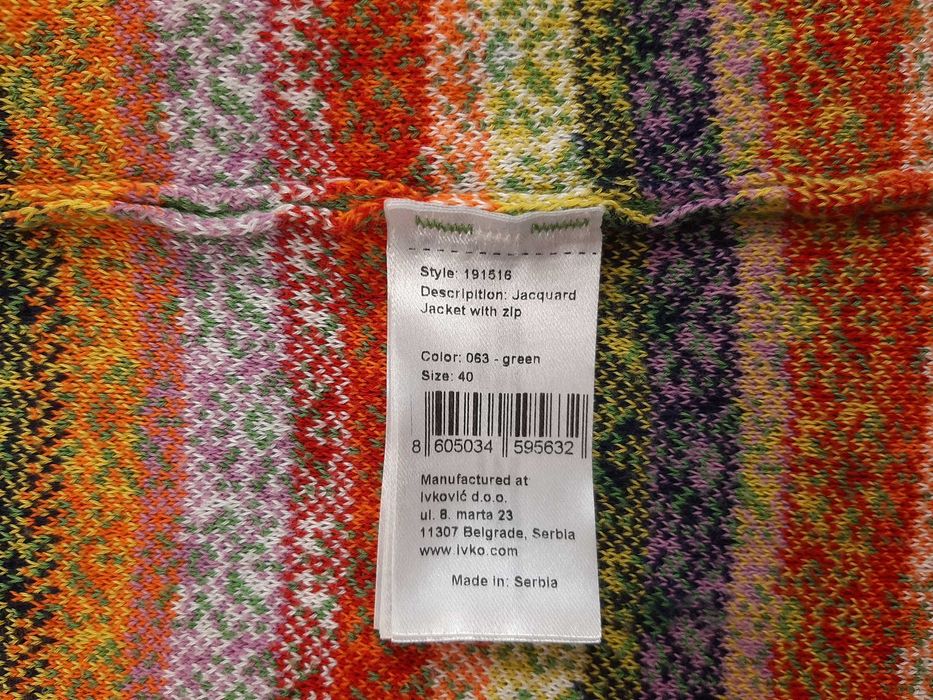 Style: 191516
Descripition: Jacquard
Jacket with zip
Color: 063 - green
Size: 40
8 605034 595632
Manufactured at
Ivković d.o.o.
ul. 8. marta 23
11307 Belgrade, Serbia
www.ivko.com
Made in: Serbia